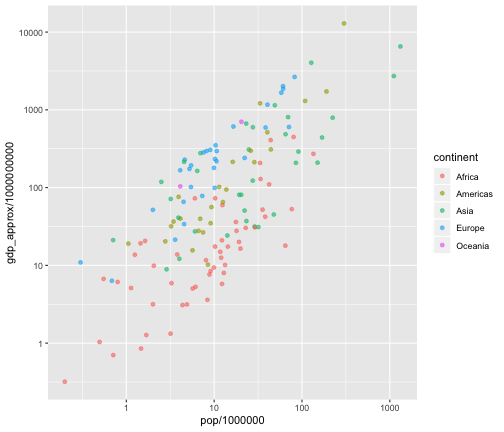 10000
1000
100
10
1
gdp_approx/1000000000
1
10
100
1000
pop/1000000
continent
Africa
Americas
Asia
Europe
Oceania